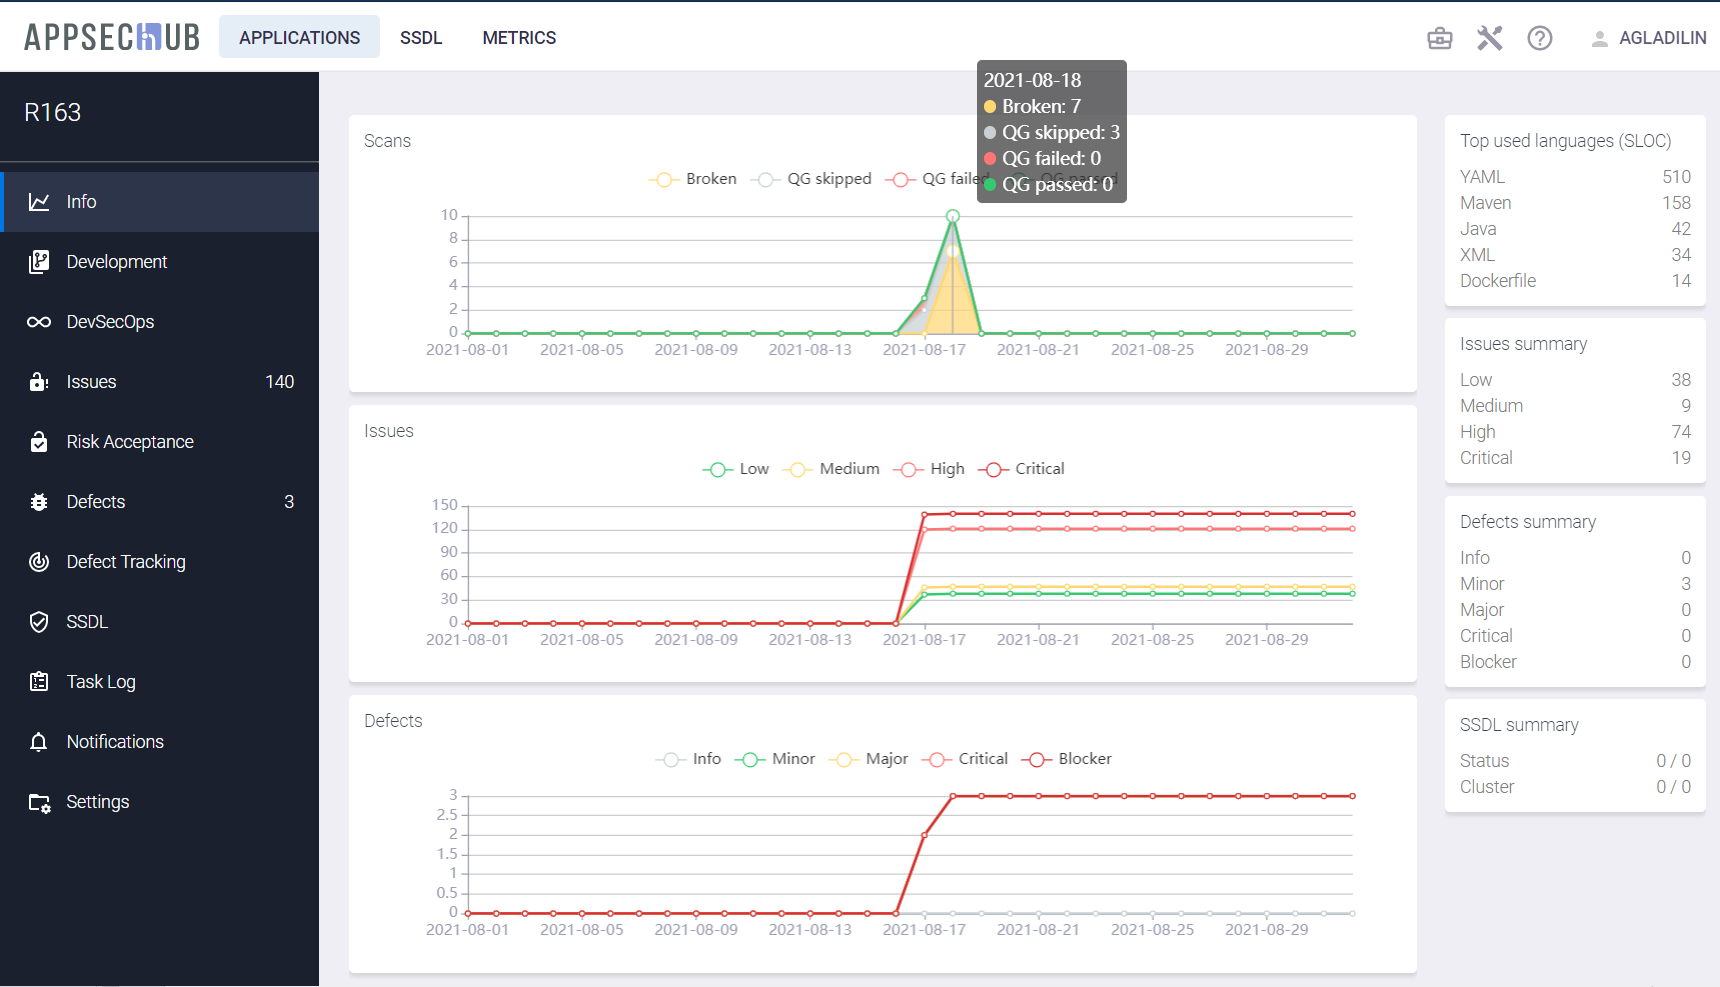 APPSECHUB
APPLICATIONS SSDL METRICS AGLADILIN
R163
Info
Development
DevSecOps
Issues 140
Risk Acceptance
Defects 3
Defect Tracking
SSDL
Task Log
Notifications
Settings
Scans
2021-08-18
Broken: 7
QG skipped: 3
QG failed: 0
QG passed: 0
Broken QG skipped QG failed QG passed
10
8
6
4
2
0
2021-08-01 2021-08-05 2021-08-09 2021-08-13 2021-08-17 2021-08-21 2021-08-25 2021-08-29
Issues
Low Medium High Critical
150
120
90
60
30
0
2021-08-01 2021-08-05 2021-08-09 2021-08-13 2021-08-17 2021-08-21 2021-08-25 2021-08-29
Defects
Info Minor Major Critical Blocker
3
2.5
2
1.5
1
0.5
0
2021-08-01 2021-08-05 2021-08-09 2021-08-13 2021-08-17 2021-08-21 2021-08-25 2021-08-29
Top used languages (SLOC)
YAML 510
Maven 158
Java 42
XML 34
Dockerfile 14
Issues summary
Low 38
Medium 9
High 74
Critical 19
Defects summary
Info 0
Minor 3
Major 0
Critical 0
Blocker 0
SSDL summary
Status 0 / 0
Cluster 0 / 0